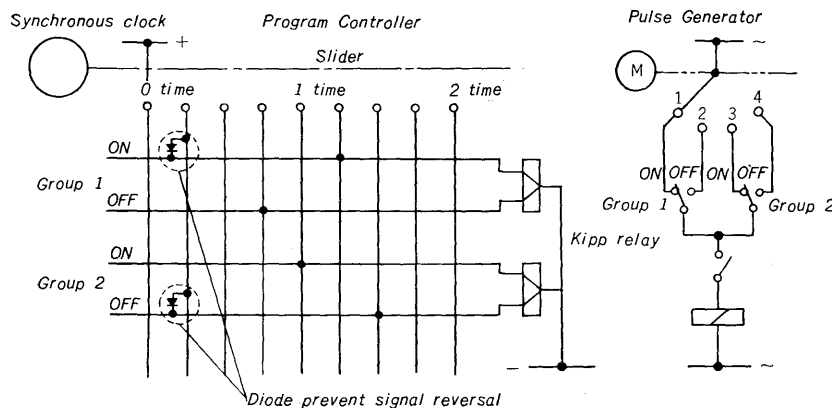 Synchronous clock
Program Controller
Pulse Generator
+
~
Slider
M
0 time
1 time
2 time
1
2
3
4
ON
Group 1
OFF
ON
Group 2
OFF
ON
OFF
ON
OFF
Group 1
Group 2
Kipp relay
−
~
Diode prevent signal reversal